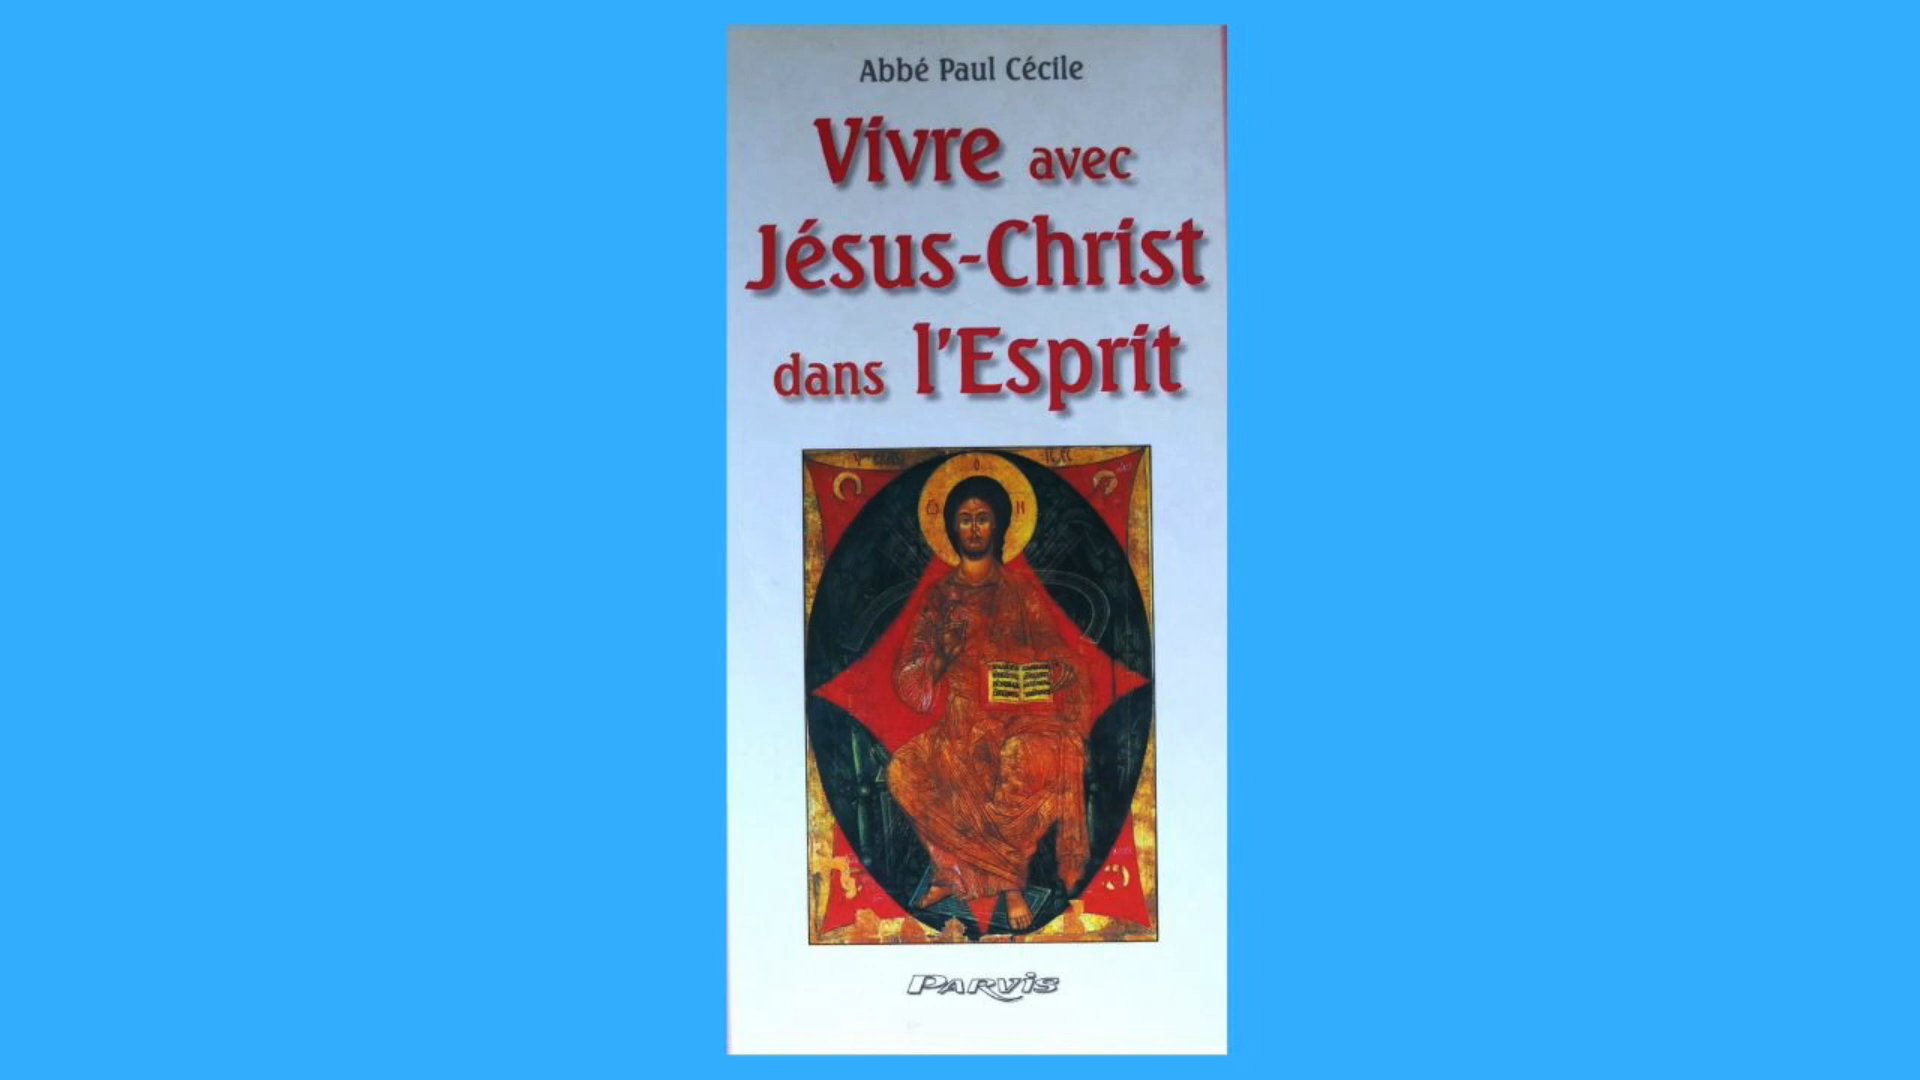 Abbé Paul Cécile
Vivre avec
Jésus-Christ
dans l'Esprit
PARVIS